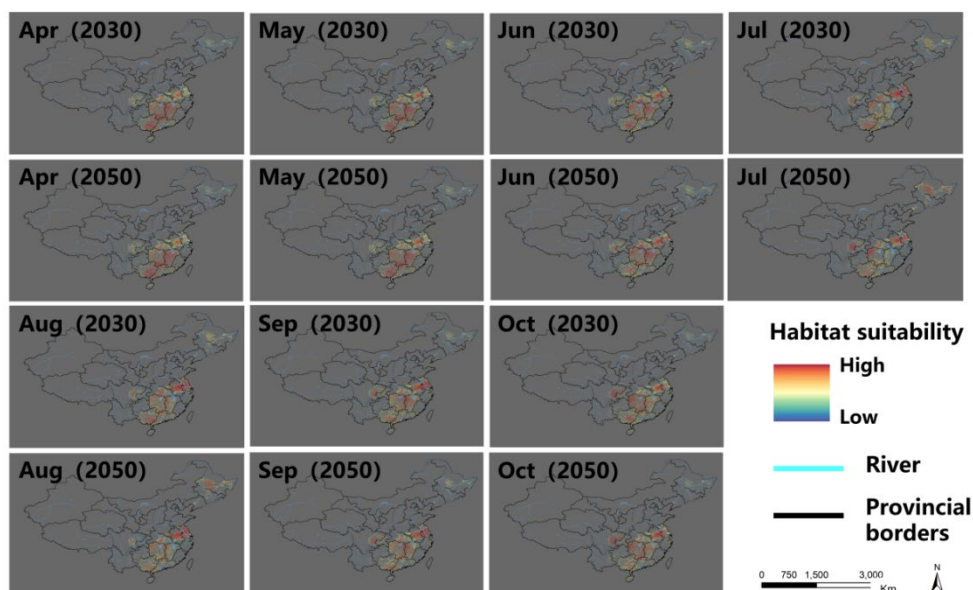 Apr (2030)
May (2030)
Jun (2030)
Jul (2030)
Apr (2050)
May (2050)
Jun (2050)
Jul (2050)
Aug (2030)
Sep (2030)
Oct (2030)
Aug (2050)
Sep (2050)
Oct (2050)
Habitat suitability
High
Low
River
Provincial
borders
0 750 1,500 3,000
Km
N